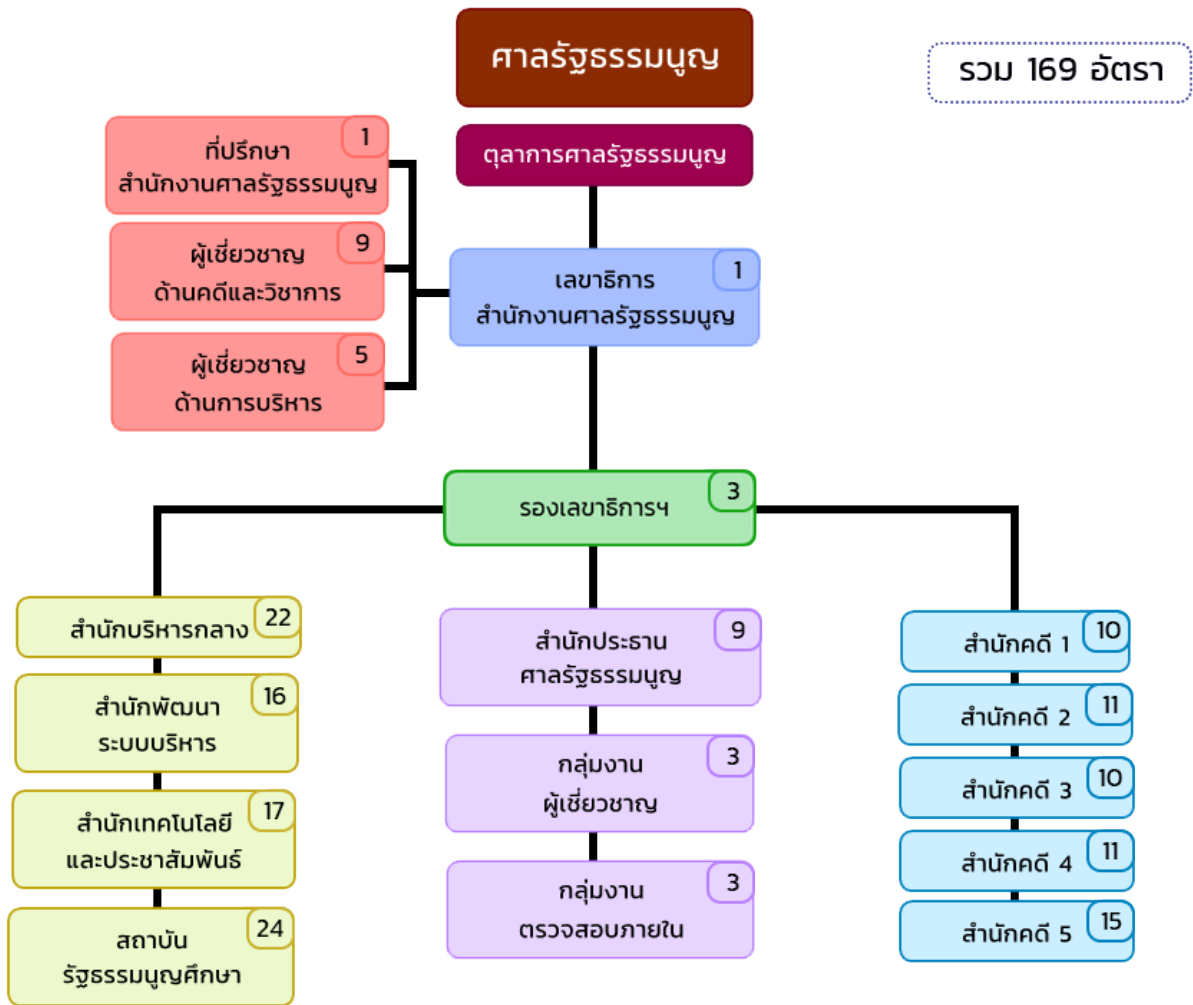 ศาลรัฐธรรมนูญ
รวม 169 อัตรา
ตุลาการศาลรัฐธรรมนูญ
1
ที่ปรึกษา
สำนักงานศาลรัฐธรรมนูญ
9
ผู้เชี่ยวชาญ
ด้านคดีและวิชาการ
5
ผู้เชี่ยวชาญ
ด้านการบริหาร
1
เลขาธิการ
สำนักงานศาลรัฐธรรมนูญ
3
รองเลขาธิการฯ
22
สำนักบริหารกลาง
16
สำนักพัฒนา
ระบบบริหาร
17
สำนักเทคโนโลยี
และประชาสัมพันธ์
24
สถาบัน
รัฐธรรมนูญศึกษา
9
สำนักประธาน
ศาลรัฐธรรมนูญ
3
กลุ่มงาน
ผู้เชี่ยวชาญ
3
กลุ่มงาน
ตรวจสอบภายใน
สำนักคดี 1 10
สำนักคดี 2 11
สำนักคดี 3 10
สำนักคดี 4 11
สำนักคดี 5 15